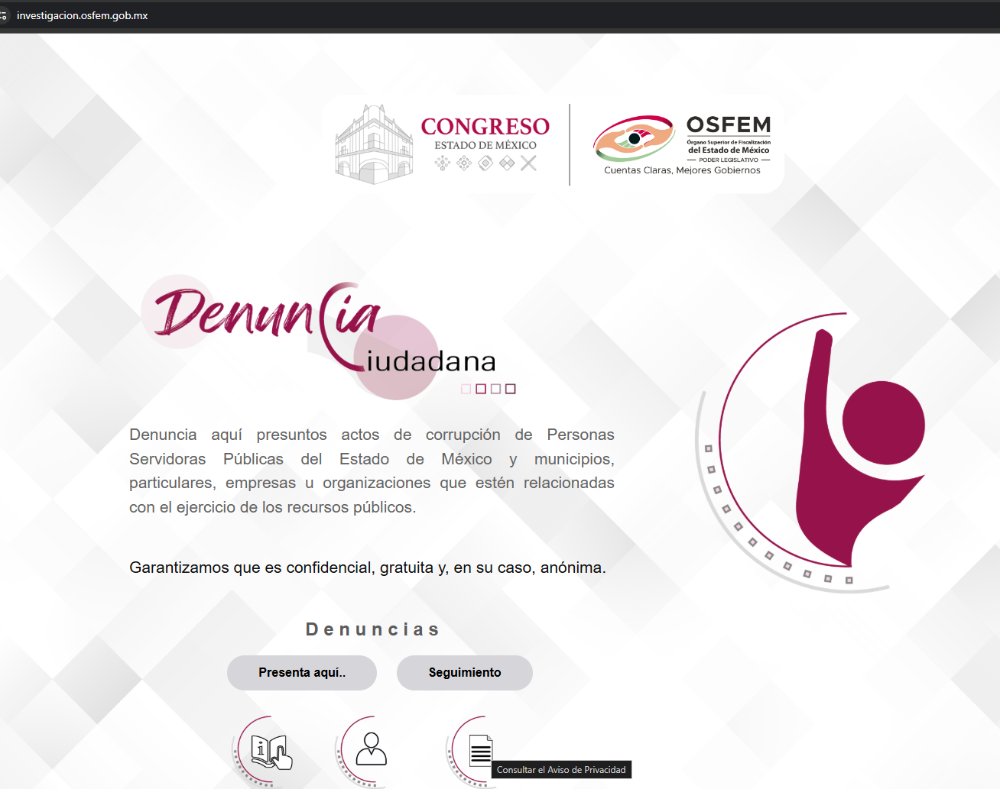 investigacion.osfem.gob.mx
CONGRESO
ESTADO DE MÉXICO
OSFEM
Órgano Superior de Fiscalización
del Estado de México
PODER LEGISLATIVO
Cuentas Claras, Mejores Gobiernos
Denuncia
Ciudadana
Denuncia aquí presuntos actos de corrupción de Personas
Servidoras Públicas del Estado de México y municipios,
particulares, empresas u organizaciones que estén relacionadas
con el ejercicio de los recursos públicos.
Garantizamos que es confidencial, gratuita y, en su caso, anónima.
Denuncias
Presenta aquí..
Seguimiento
i
Consultar el Aviso de Privacidad